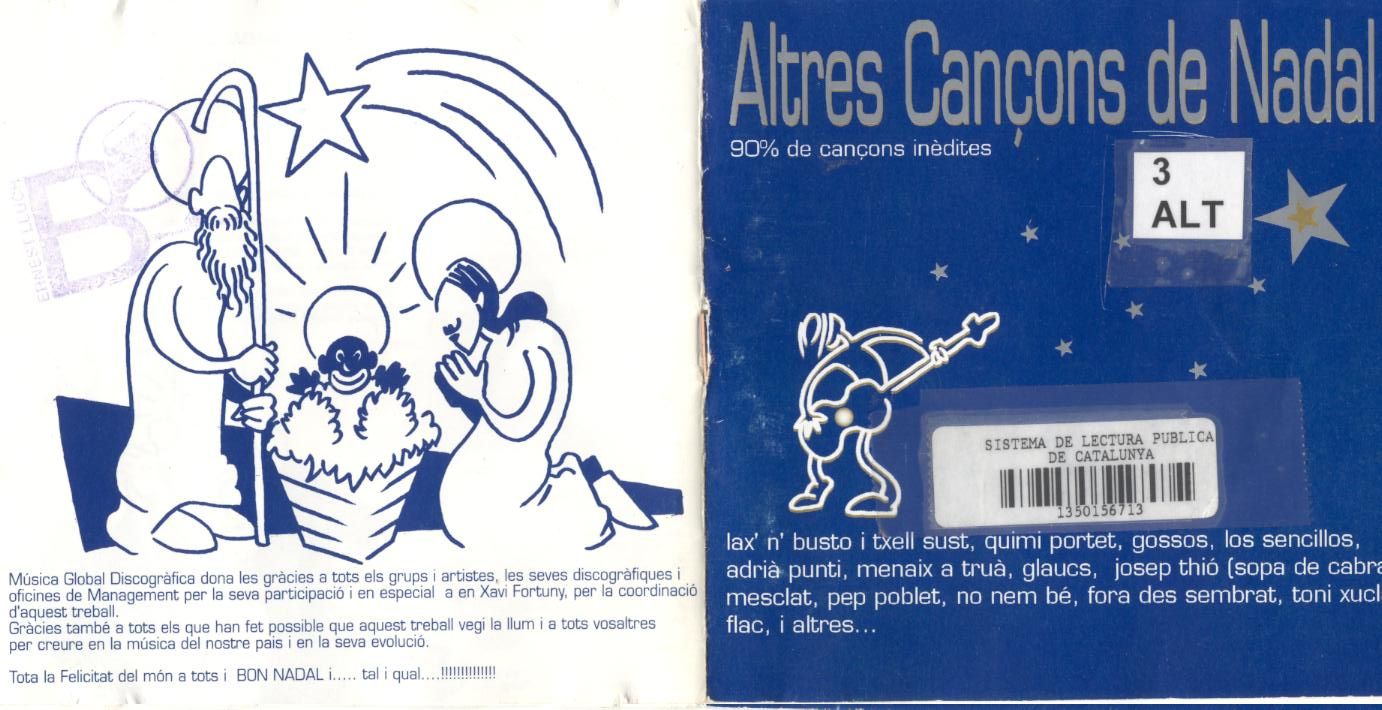 ERNEST LLUCH
B
Música Global Discogràfica dona les gràcies a tots els grups i artistes, les seves discogràfiques i
oficines de Management per la seva participació i en especial a en Xavi Fortuny, per la coordinació
d'aquest treball.
Gràcies també a tots els que han fet possible que aquest treball vegi la llum i a tots vosaltres
per creure en la música del nostre pais i en la seva evolució.
Tota la Felicitat del món a tots i BON NADAL i..... tal i qual....!!!!!!!!!!!!!!
Altres Cançons de Nadal
90% de cançons inèdites
3
ALT
SISTEMA DE LECTURA PUBLICA
DE CATALUNYA
1350156713
lax' n' busto i txell sust, quimi portet, gossos, los sencillos,
adrià punti, menaix a truà, glaucs, josep thió (sopa de cabra
mesclat, pep poblet, no nem bé, fora des sembrat, toni xucl
flac, i altres...